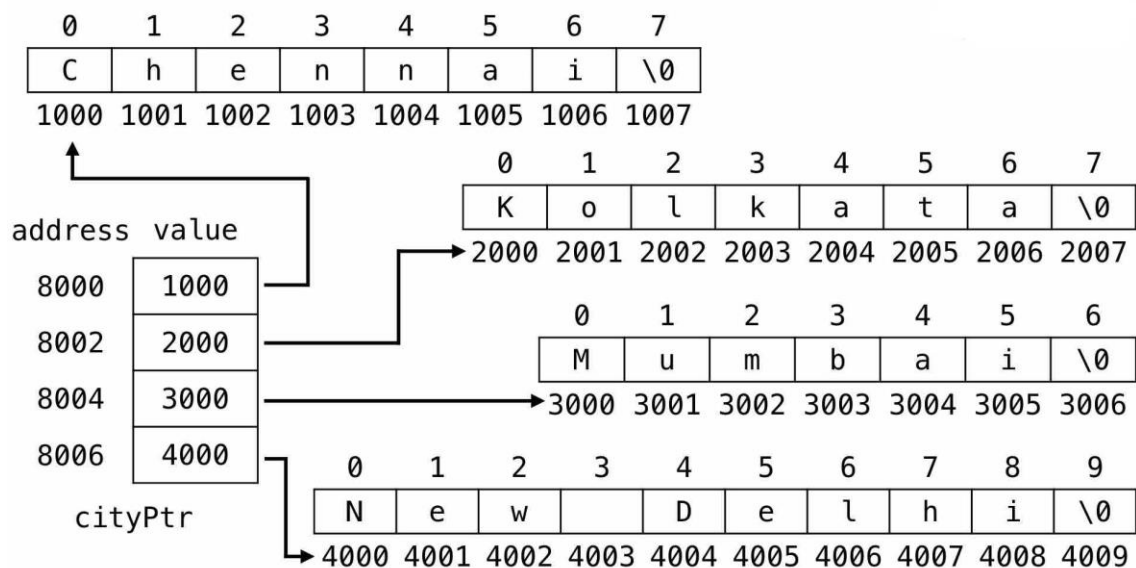 0 1 2 3 4 5 6 7
C h e n n a i \0
1000 1001 1002 1003 1004 1005 1006 1007
0 1 2 3 4 5 6 7
K o l k a t a \0
2000 2001 2002 2003 2004 2005 2006 2007
address value
8000 1000
8002 2000
8004 3000
8006 4000
cityPtr
0 1 2 3 4 5 6
M u m b a i \0
3000 3001 3002 3003 3004 3005 3006
0 1 2 3 4 5 6 7 8 9
N e w D e l h i \0
4000 4001 4002 4003 4004 4005 4006 4007 4008 4009